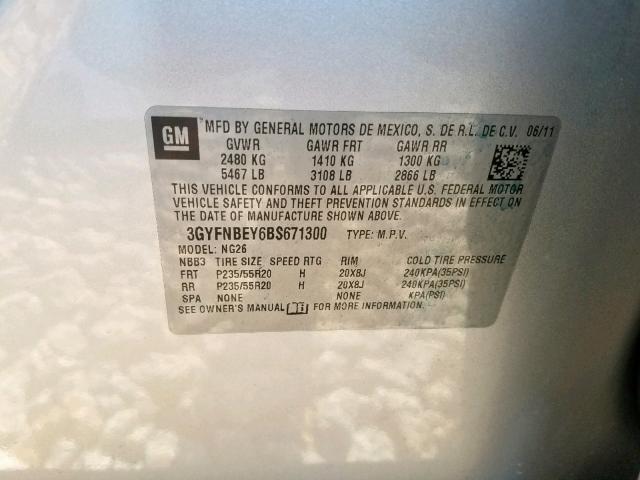 GM
MFD BY GENERAL MOTORS DE MEXICO, S. DE R.L. DE C.V. 06/11
GVWR GAWR FRT GAWR RR
2480 KG 1410 KG 1300 KG
5467 LB 3108 LB 2866 LB
THIS VEHICLE CONFORMS TO ALL APPLICABLE U.S. FEDERAL MOTOR
VEHICLE SAFETY AND THEFT PREVENTION STANDARDS IN EFFECT ON
THE DATE OF MANUFACTURE SHOWN ABOVE.
3GYFNBEY6BS671300 TYPE: M.P.V.
MODEL: NG26
NBB3 TIRE SIZE SPEED RTG RIM COLD TIRE PRESSURE
FRT P235/55R20 H 20X8J 240KPA(35PSI)
RR P235/55R20 H 20X8J 240KPA(35PSI)
SPA NONE NONE KPA(PSI)
SEE OWNER'S MANUAL FOR MORE INFORMATION.